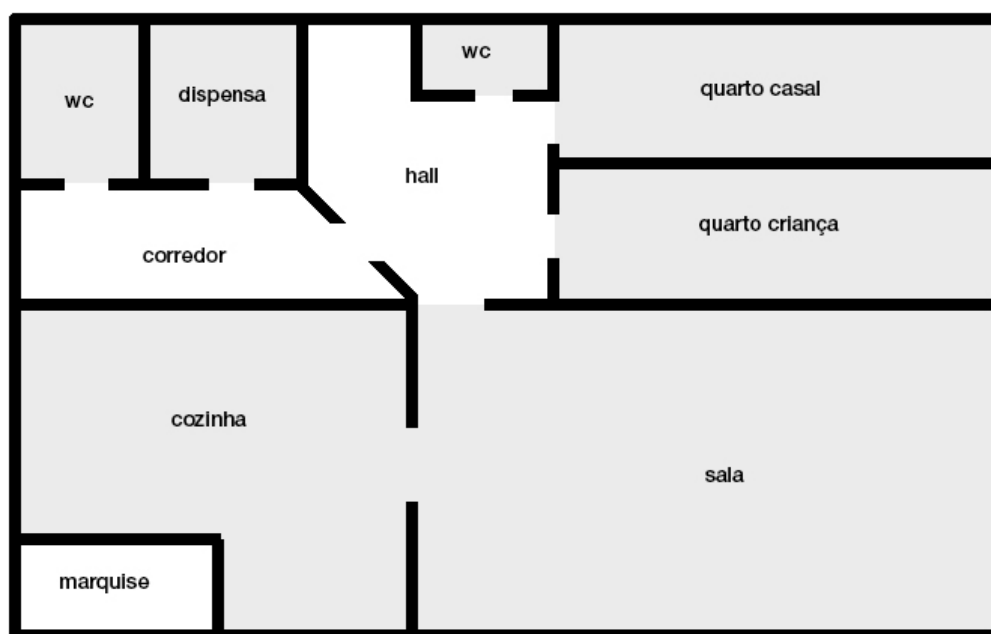 wc
quarto casal
wc
dispensa
hall
quarto criança
corredor
cozinha
sala
marquise